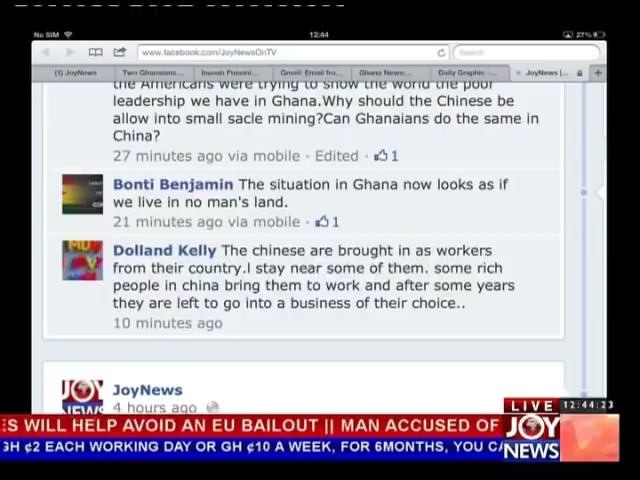 No SIM
12:44
27%
www.facebook.com/JoyNewsOnTV
Search
(1) JoyNews
Two Ghanaians...
Gmail: Email fro...
Ghana News:...
Daily Graphic -...
JoyNews |...
the Americans were trying to show the world the poor
leadership we have in Ghana.Why should the Chinese be
allow into small sacle mining?Can Ghanaians do the same in
China?
27 minutes ago via mobile · Edited · 1
Bonti Benjamin The situation in Ghana now looks as if
we live in no man's land.
21 minutes ago via mobile · 1
Dolland Kelly The chinese are brought in as workers
from their country.I stay near some of them. some rich
people in china bring them to work and after some years
they are left to go into a business of their choice..
10 minutes ago
JOY
NEWS
JoyNews
4 hours ago
LIVE 12:44:23
S WILL HELP AVOID AN EU BAILOUT || MAN ACCUSED OF
GH ¢2 EACH WORKING DAY OR GH ¢10 A WEEK, FOR 6MONTHS, YOU CA
JOY
NEWS